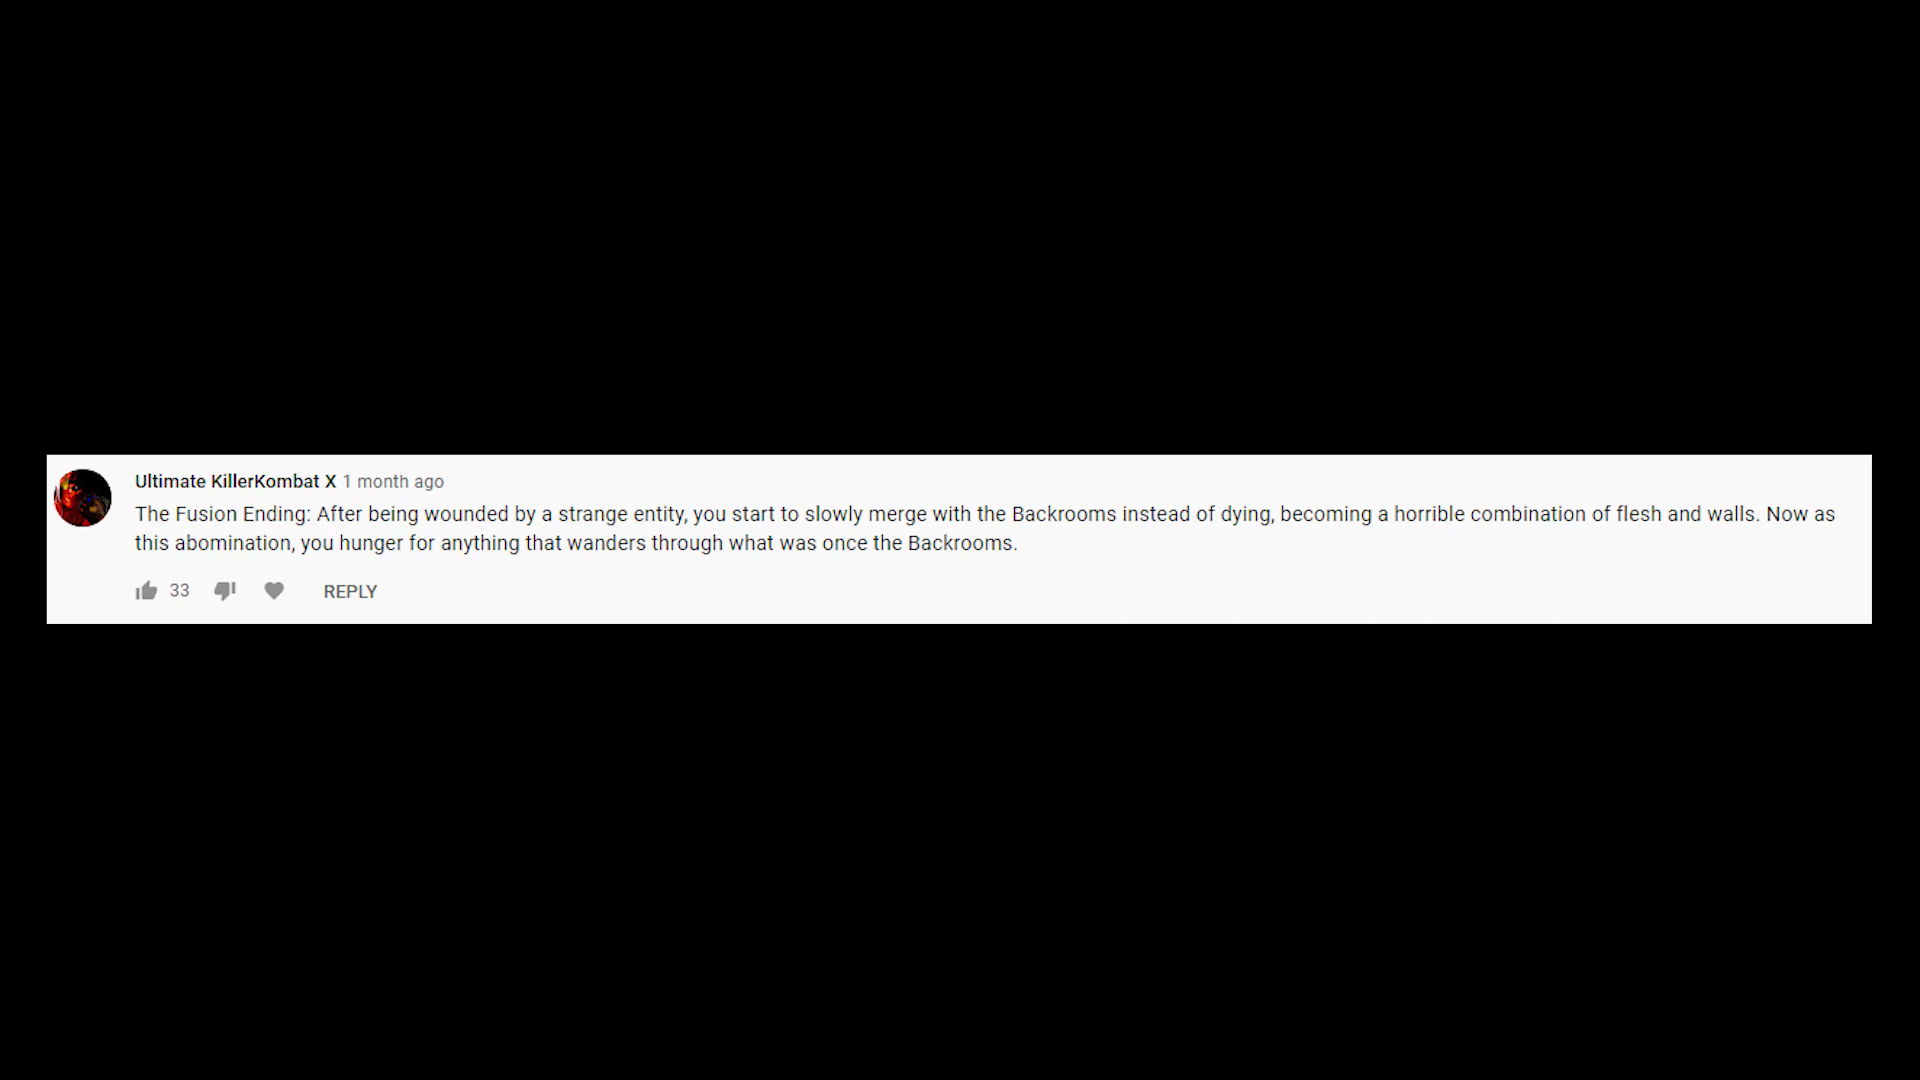 Ultimate KillerKombat X 1 month ago
The Fusion Ending: After being wounded by a strange entity, you start to slowly merge with the Backrooms instead of dying, becoming a horrible combination of flesh and walls. Now as
this abomination, you hunger for anything that wanders through what was once the Backrooms.
33 REPLY